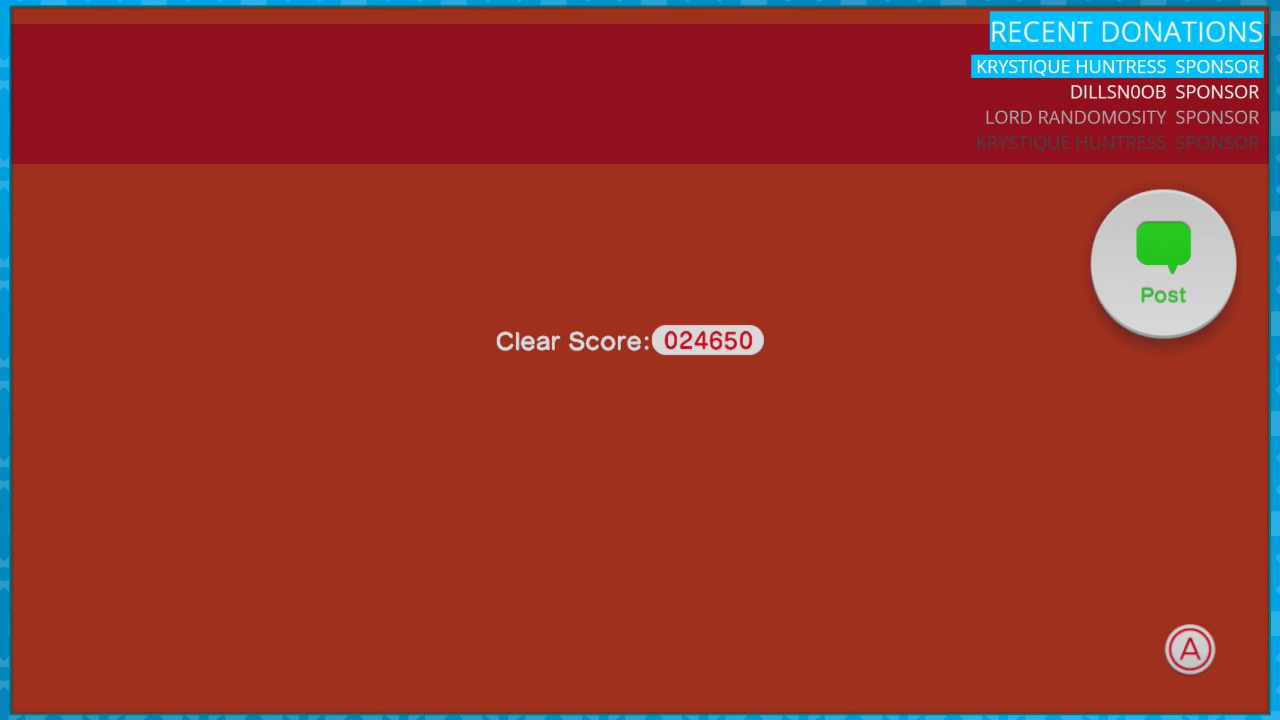 RECENT DONATIONS
KRYSTIQUE HUNTRESS SPONSOR
DILLSN0OB SPONSOR
LORD RANDOMOSITY SPONSOR
KRYSTIQUE HUNTRESS SPONSOR
Post
Clear Score: 024650
A